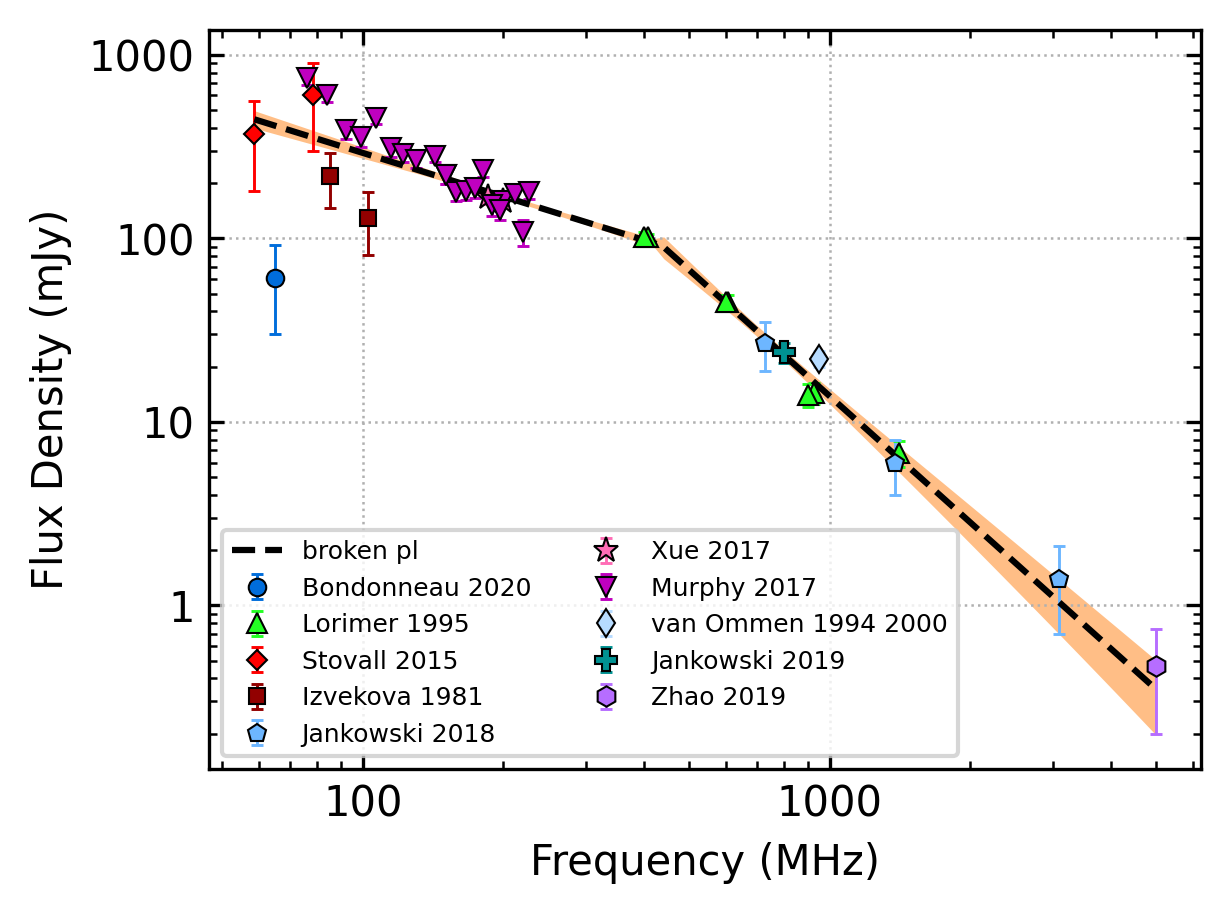 1000
100
10
1
Flux Density (mJy)
broken pl
Bondonneau 2020
Lorimer 1995
Stovall 2015
Izvekova 1981
Jankowski 2018
Xue 2017
Murphy 2017
van Ommen 1994 2000
Jankowski 2019
Zhao 2019
100
1000
Frequency (MHz)